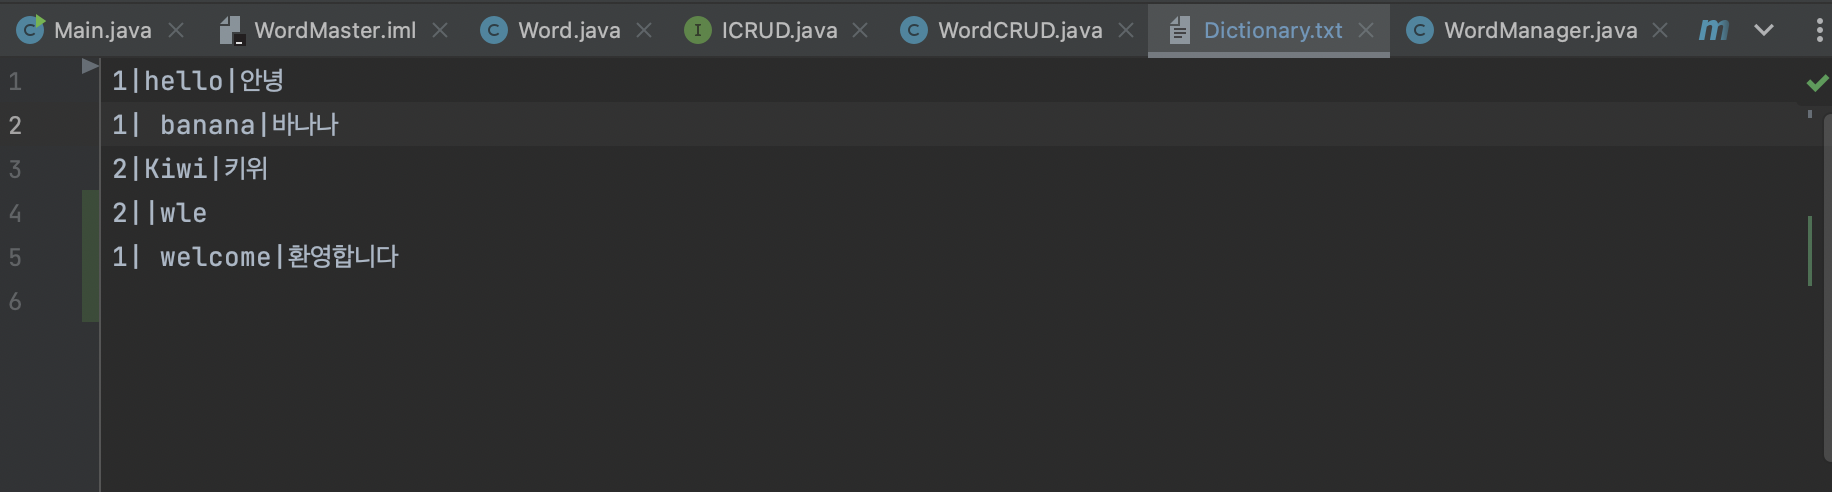 Main.java WordMaster.iml Word.java ICRUD.java WordCRUD.java Dictionary.txt WordManager.java m
1 1|hello|안녕
2 1| banana|바나나
3 2|Kiwi|키위
4 2||wle
5 1| welcome|환영합니다
6